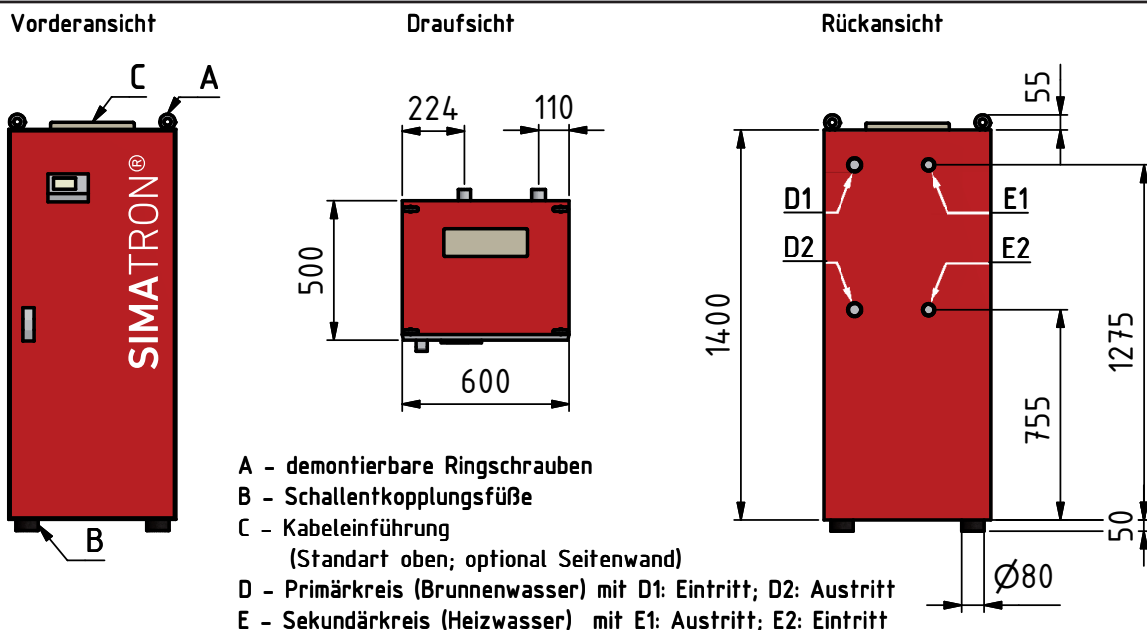 Vorderansicht
Draufsicht
Rückansicht
C
A
SIMATRON®
B
224
110
500
600
55
D1
E1
D2
E2
1400
1275
755
50
Ø80
A - demontierbare Ringschrauben
B - Schallentkopplungsfüße
C - Kabeleinführung
(Standart oben; optional Seitenwand)
D - Primärkreis (Brunnenwasser) mit D1: Eintritt; D2: Austritt
E - Sekundärkreis (Heizwasser) mit E1: Austritt; E2: Eintritt